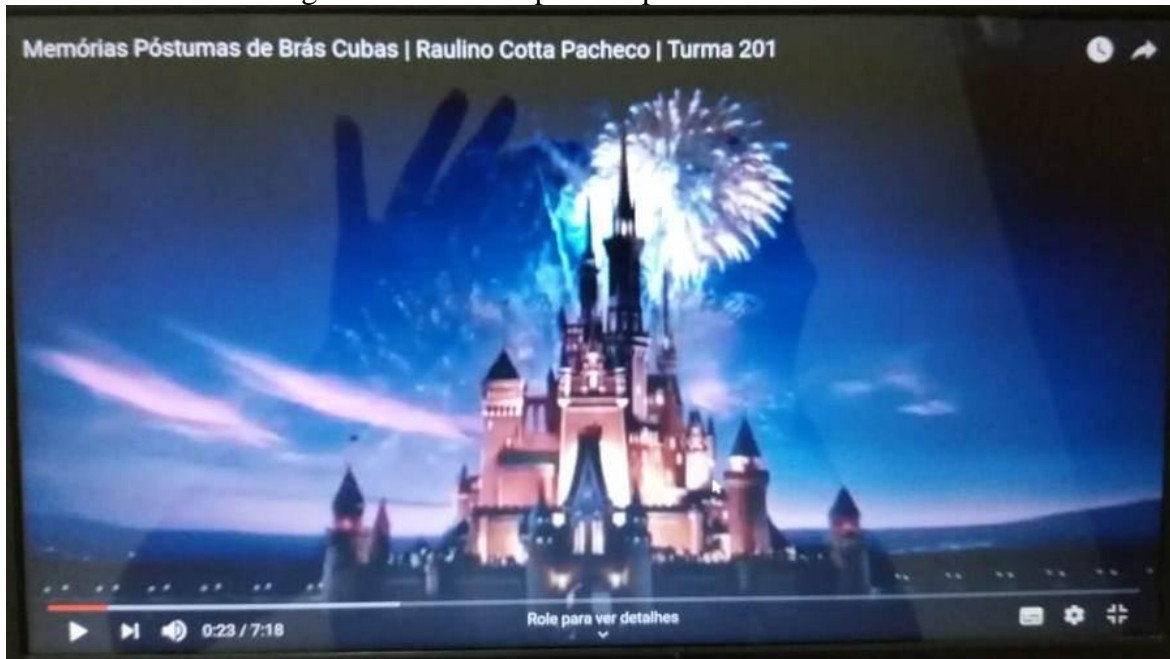 Memórias Póstumas de Brás Cubas | Raulino Cotta Pacheco | Turma 201
0:23 / 7:18
Role para ver detalhes